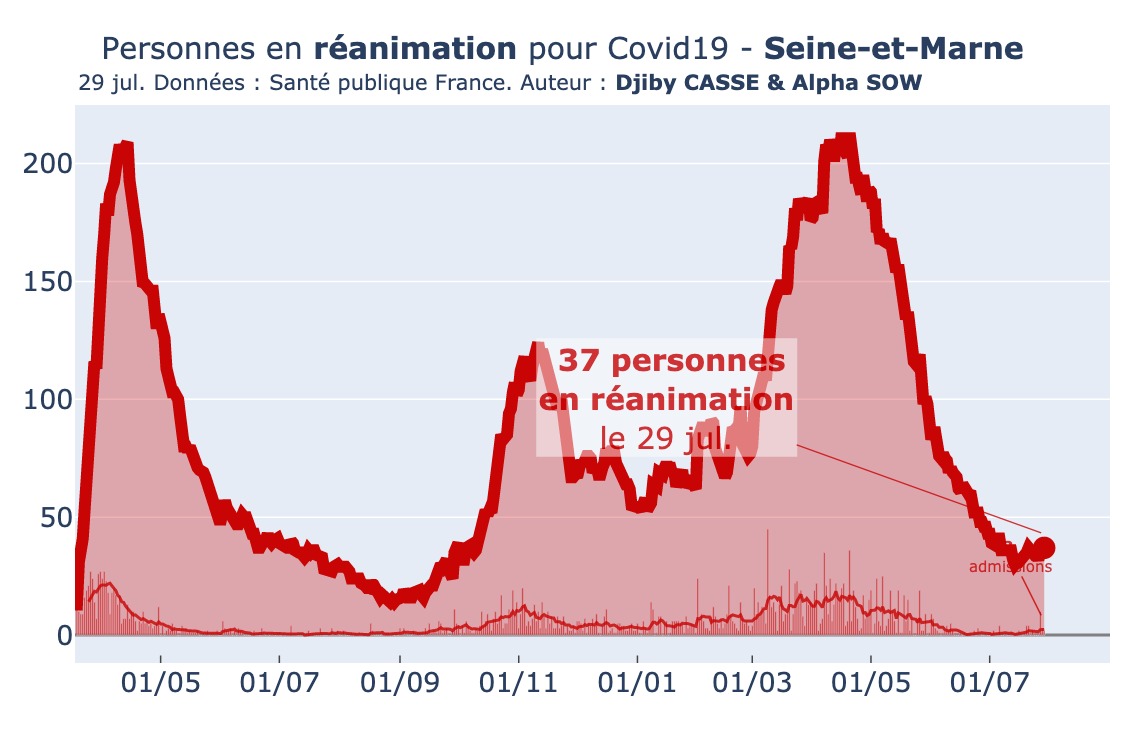 Personnes en réanimation pour Covid19 - Seine-et-Marne
29 jul. Données : Santé publique France. Auteur : Djiby CASSE & Alpha SOW
200
150
100
50
0
37 personnes
en réanimation
le 29 jul.
admissions
01/05 01/07 01/09 01/11 01/01 01/03 01/05 01/07